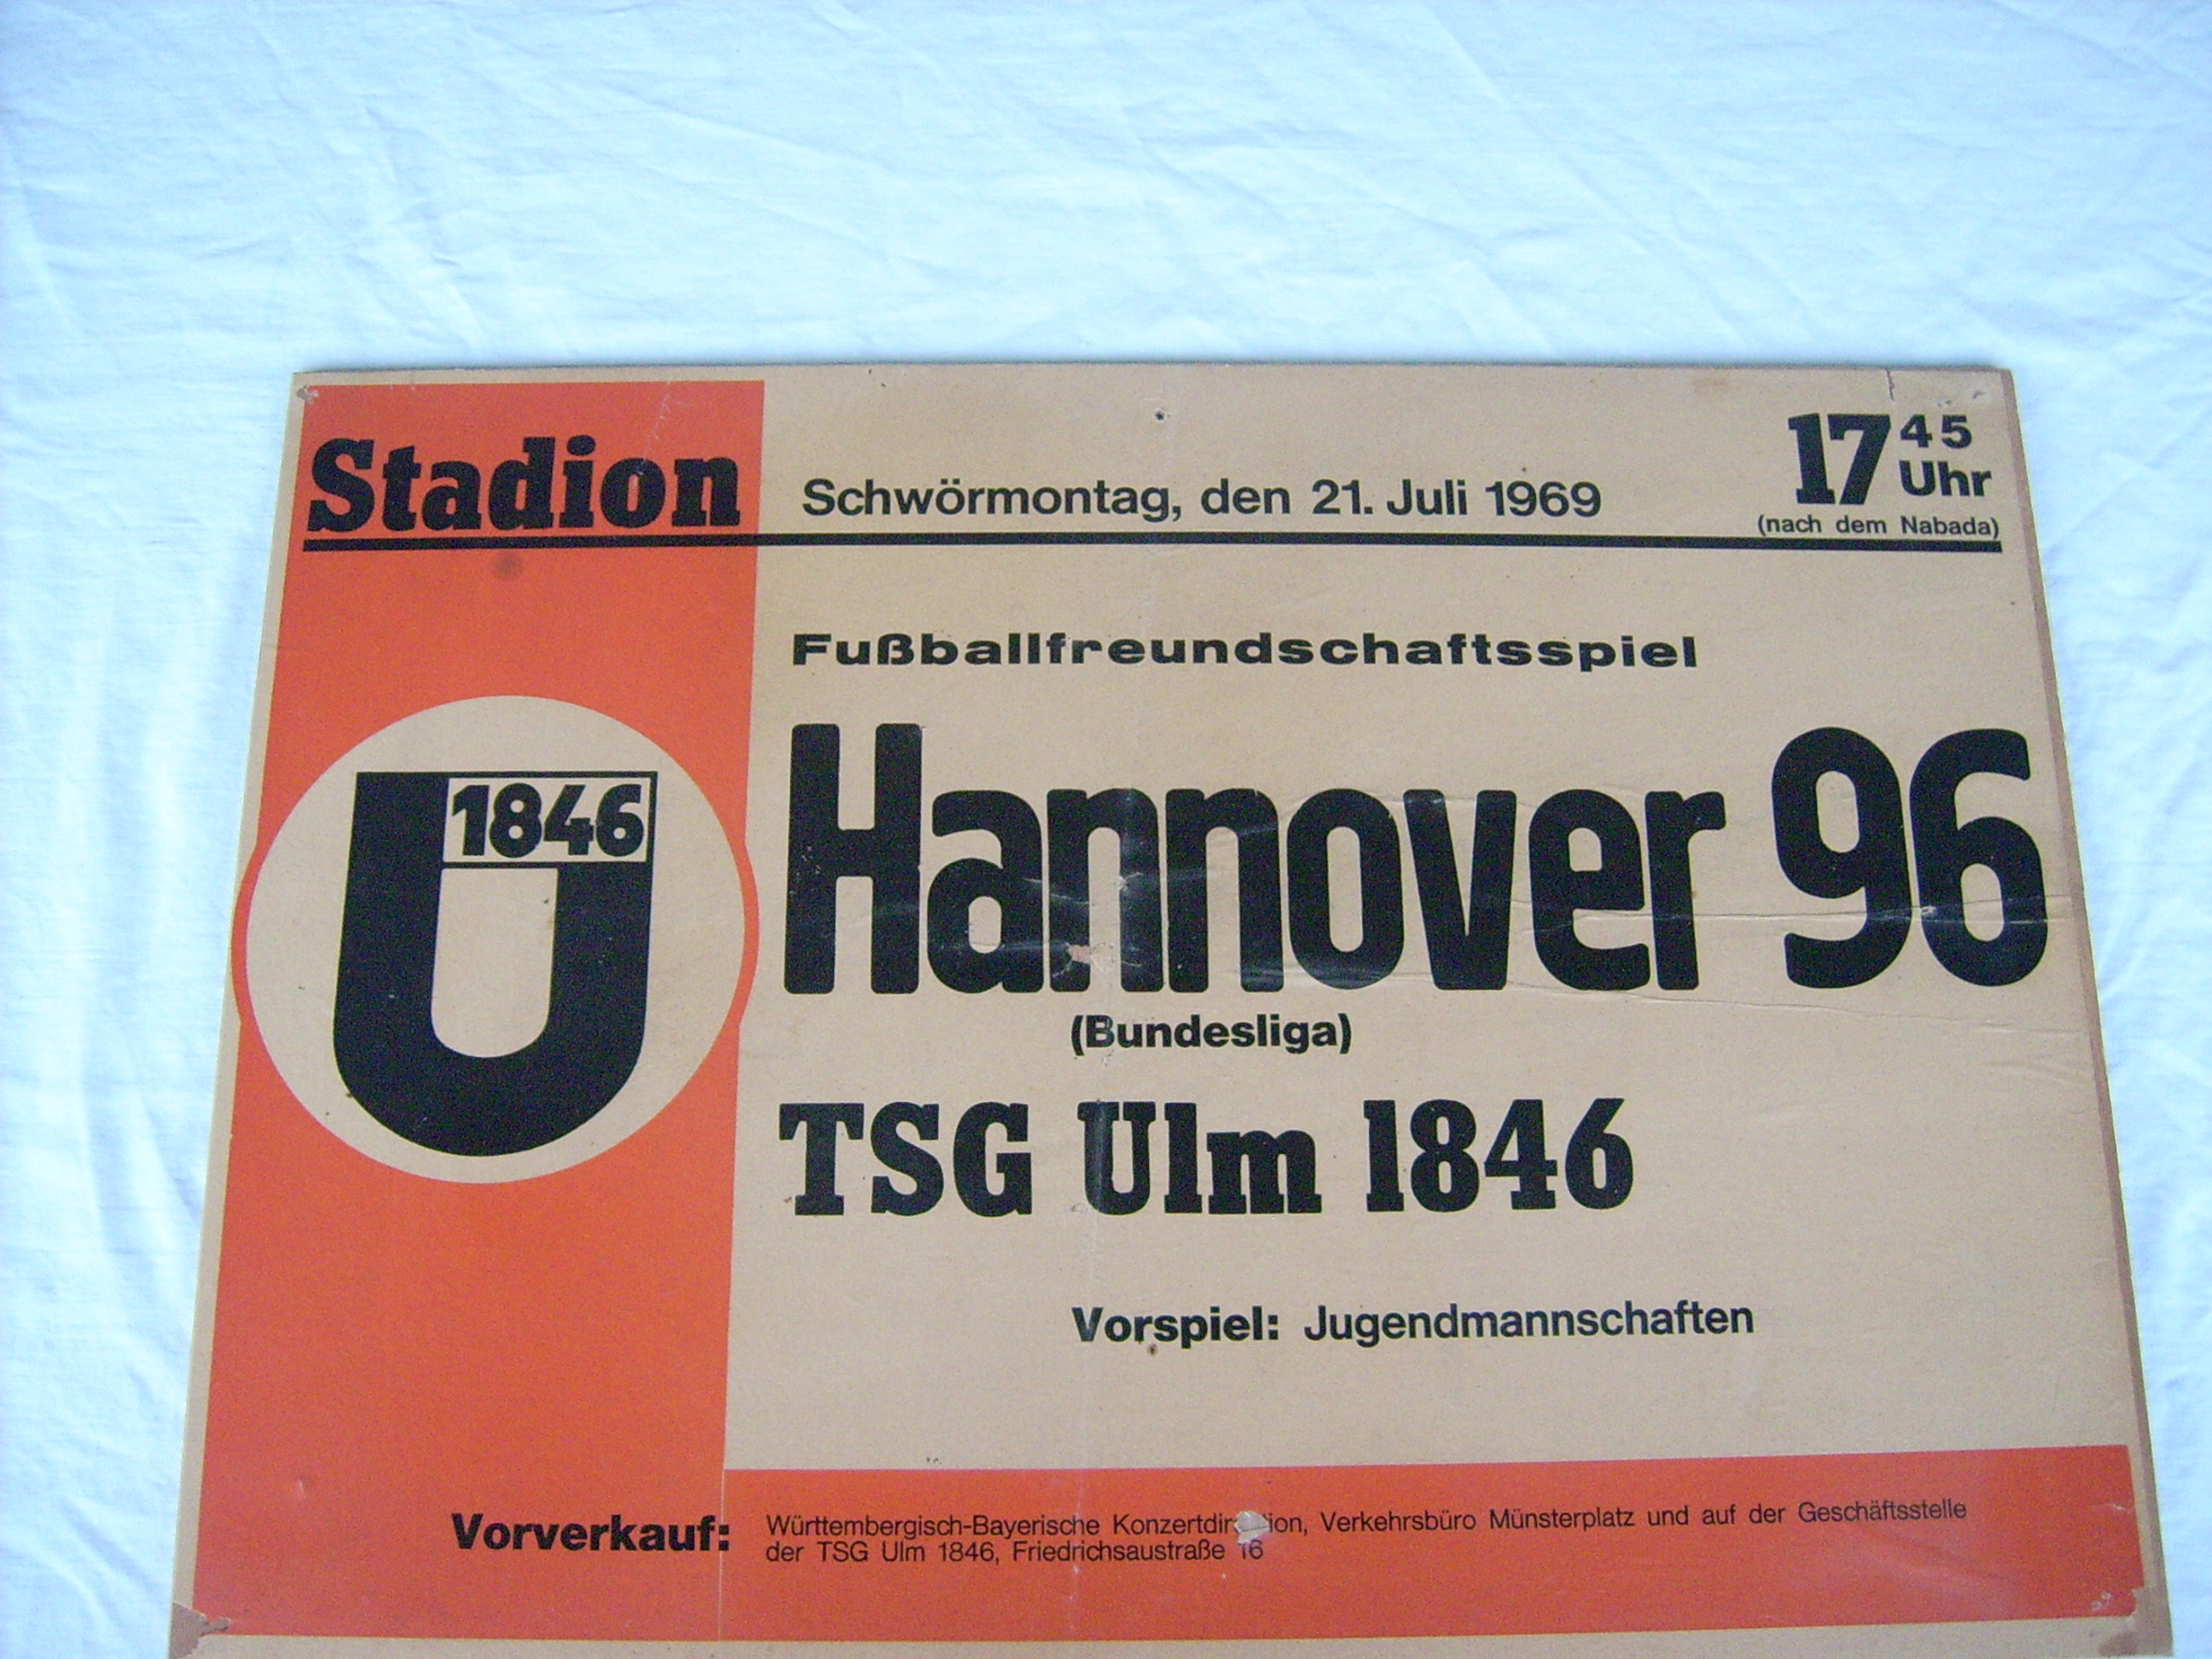 Stadion
Schwörmontag, den 21. Juli 1969
17 45 Uhr
(nach dem Nabada)
Fußballfreundschaftsspiel
U 1846
Hannover 96
(Bundesliga)
TSG Ulm 1846
Vorspiel: Jugendmannschaften
Vorverkauf: Württembergisch-Bayerische Konzertdirektion, Verkehrsbüro Münsterplatz und auf der Geschäftsstelle
der TSG Ulm 1846, Friedrichsaustraße 16